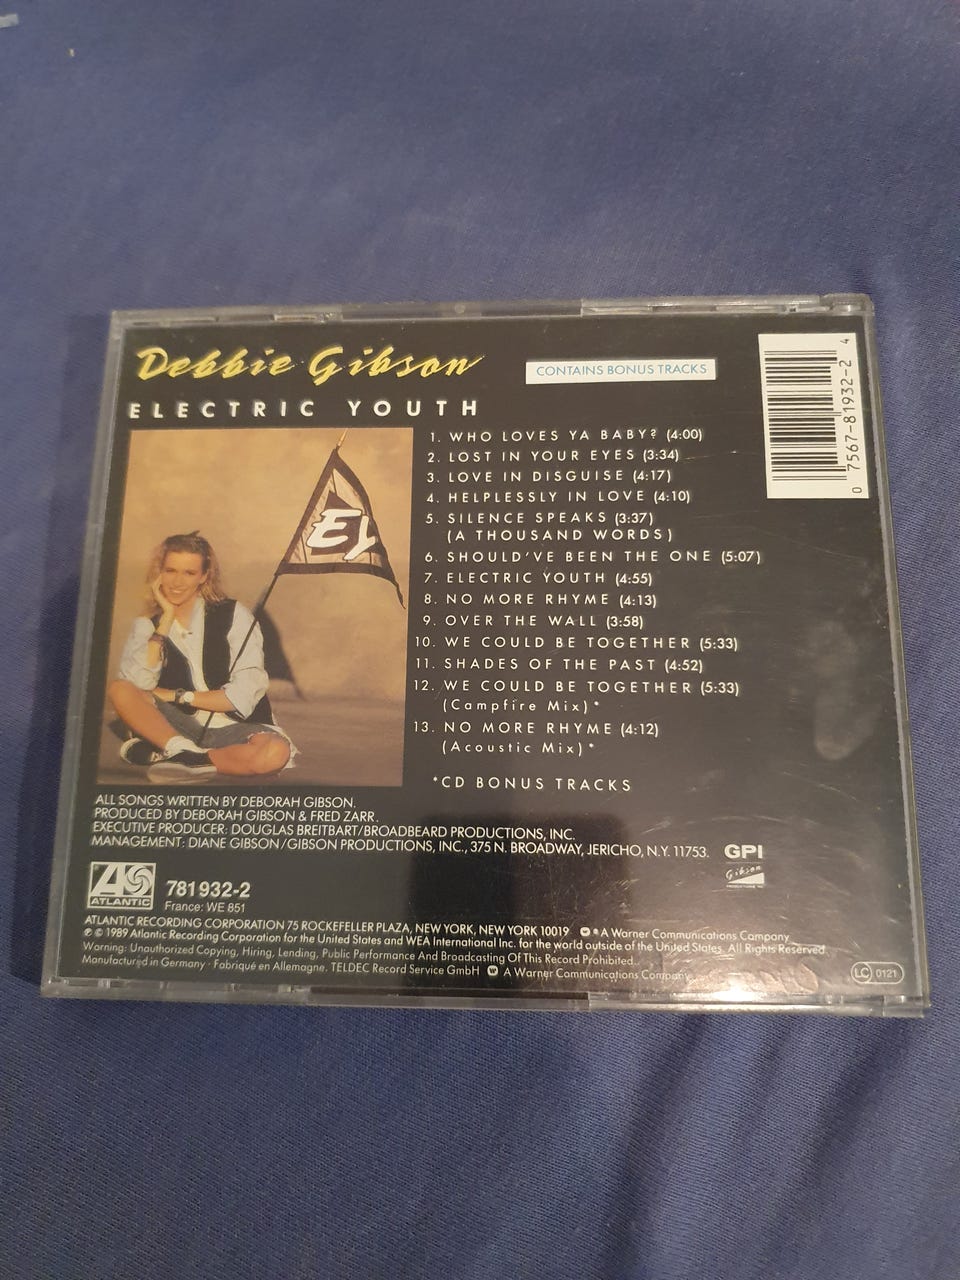 Debbie Gibson
CONTAINS BONUS TRACKS
ELECTRIC YOUTH
0 7567-81932-2 4
EY
1. WHO LOVES YA BABY? (4:00)
2. LOST IN YOUR EYES (3:34)
3. LOVE IN DISGUISE (4:17)
4. HELPLESSLY IN LOVE (4:10)
5. SILENCE SPEAKS (3:37)
(A THOUSAND WORDS)
6. SHOULD'VE BEEN THE ONE (5:07)
7. ELECTRIC YOUTH (4:55)
8. NO MORE RHYME (4:13)
9. OVER THE WALL (3:58)
10. WE COULD BE TOGETHER (5:33)
11. SHADES OF THE PAST (4:52)
12. WE COULD BE TOGETHER (5:33)
(Campfire Mix)*
13. NO MORE RHYME (4:12)
(Acoustic Mix)*
*CD BONUS TRACKS
ALL SONGS WRITTEN BY DEBORAH GIBSON.
PRODUCED BY DEBORAH GIBSON & FRED ZARR.
EXECUTIVE PRODUCER: DOUGLAS BREITBART/BROADBEARD PRODUCTIONS, INC.
MANAGEMENT: DIANE GIBSON/GIBSON PRODUCTIONS, INC., 375 N. BROADWAY, JERICHO, N.Y. 11753.
GPI
Gibson
PRODUCTIONS INC.
ATLANTIC
781 932-2
France: WE 851
ATLANTIC RECORDING CORPORATION 75 ROCKEFELLER PLAZA, NEW YORK, NEW YORK 10019 A Warner Communications Company
℗ © 1989 Atlantic Recording Corporation for the United States and WEA International Inc. for the world outside of the United States. All Rights Reserved.
Warning: Unauthorized Copying, Hiring, Lending, Public Performance And Broadcasting Of This Record Prohibited.
Manufacturied in Germany · Fabriqué en Allemagne. TELDEC Record Service GmbH A Warner Communications Company
LC 0121